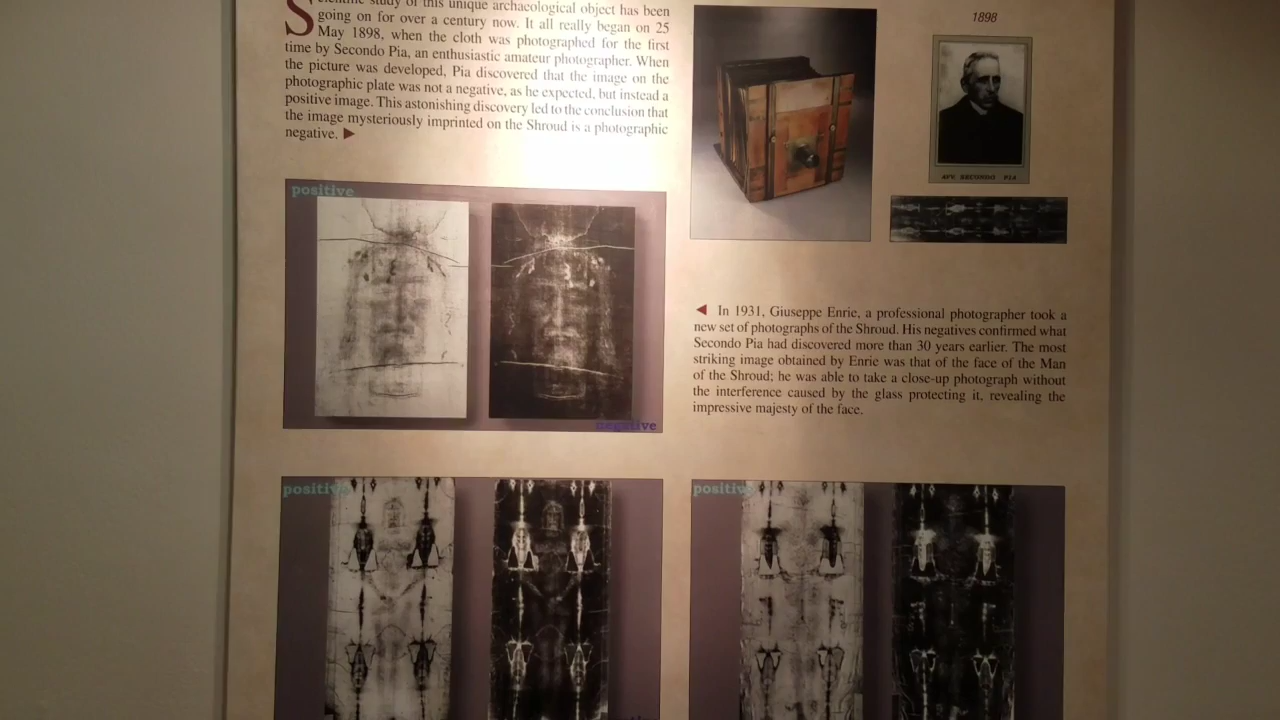 Scientific study of this unique archaeological object has been
going on for over a century now. It all really began on 25
May 1898, when the cloth was photographed for the first
time by Secondo Pia, an enthusiastic amateur photographer. When
the picture was developed, Pia discovered that the image on the
photographic plate was not a negative, as he expected, but instead a
positive image. This astonishing discovery led to the conclusion that
the image mysteriously imprinted on the Shroud is a photographic
negative. ▶
1898
AVV. SECONDO PIA
positive
negative
◀ In 1931, Giuseppe Enrie, a professional photographer took a
new set of photographs of the Shroud. His negatives confirmed what
Secondo Pia had discovered more than 30 years earlier. The most
striking image obtained by Enrie was that of the face of the Man
of the Shroud; he was able to take a close-up photograph without
the interference caused by the glass protecting it, revealing the
impressive majesty of the face.
positive
positive